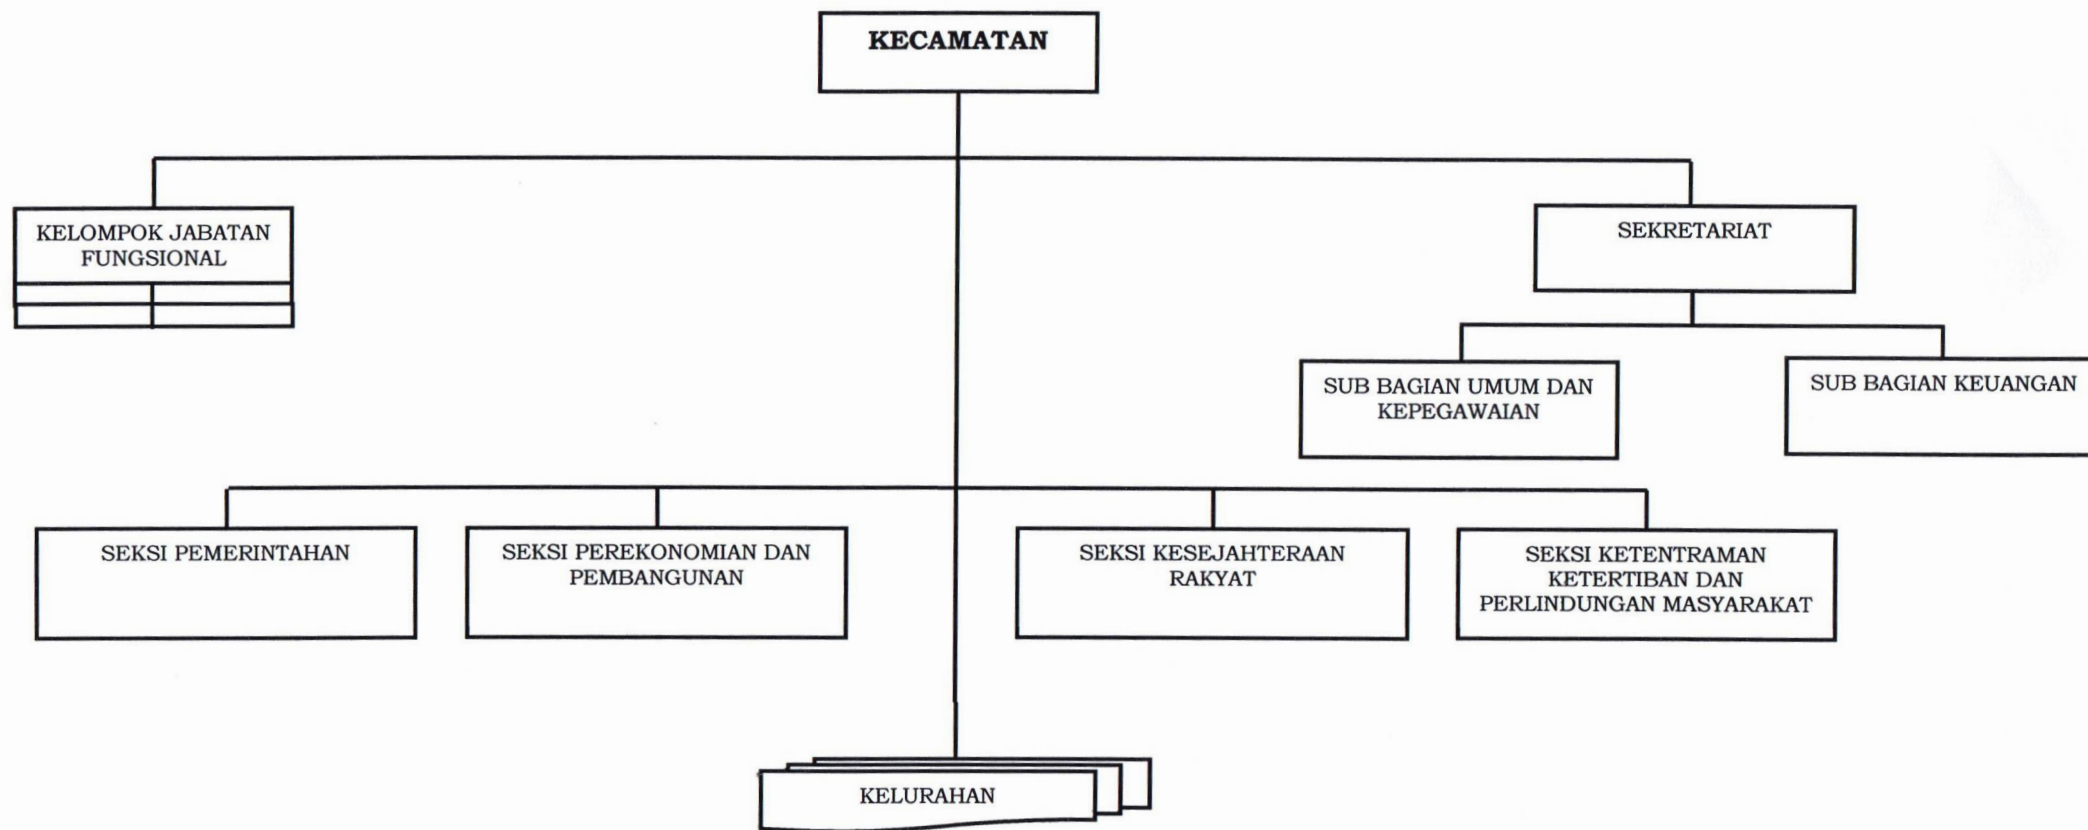 KECAMATAN
KELOMPOK JABATAN
FUNGSIONAL
SEKRETARIAT
SUB BAGIAN UMUM DAN
KEPEGAWAIAN
SUB BAGIAN KEUANGAN
SEKSI PEMERINTAHAN
SEKSI PEREKONOMIAN DAN
PEMBANGUNAN
SEKSI KESEJAHTERAAN
RAKYAT
SEKSI KETENTRAMAN
KETERTIBAN DAN
PERLINDUNGAN MASYARAKAT
KELURAHAN